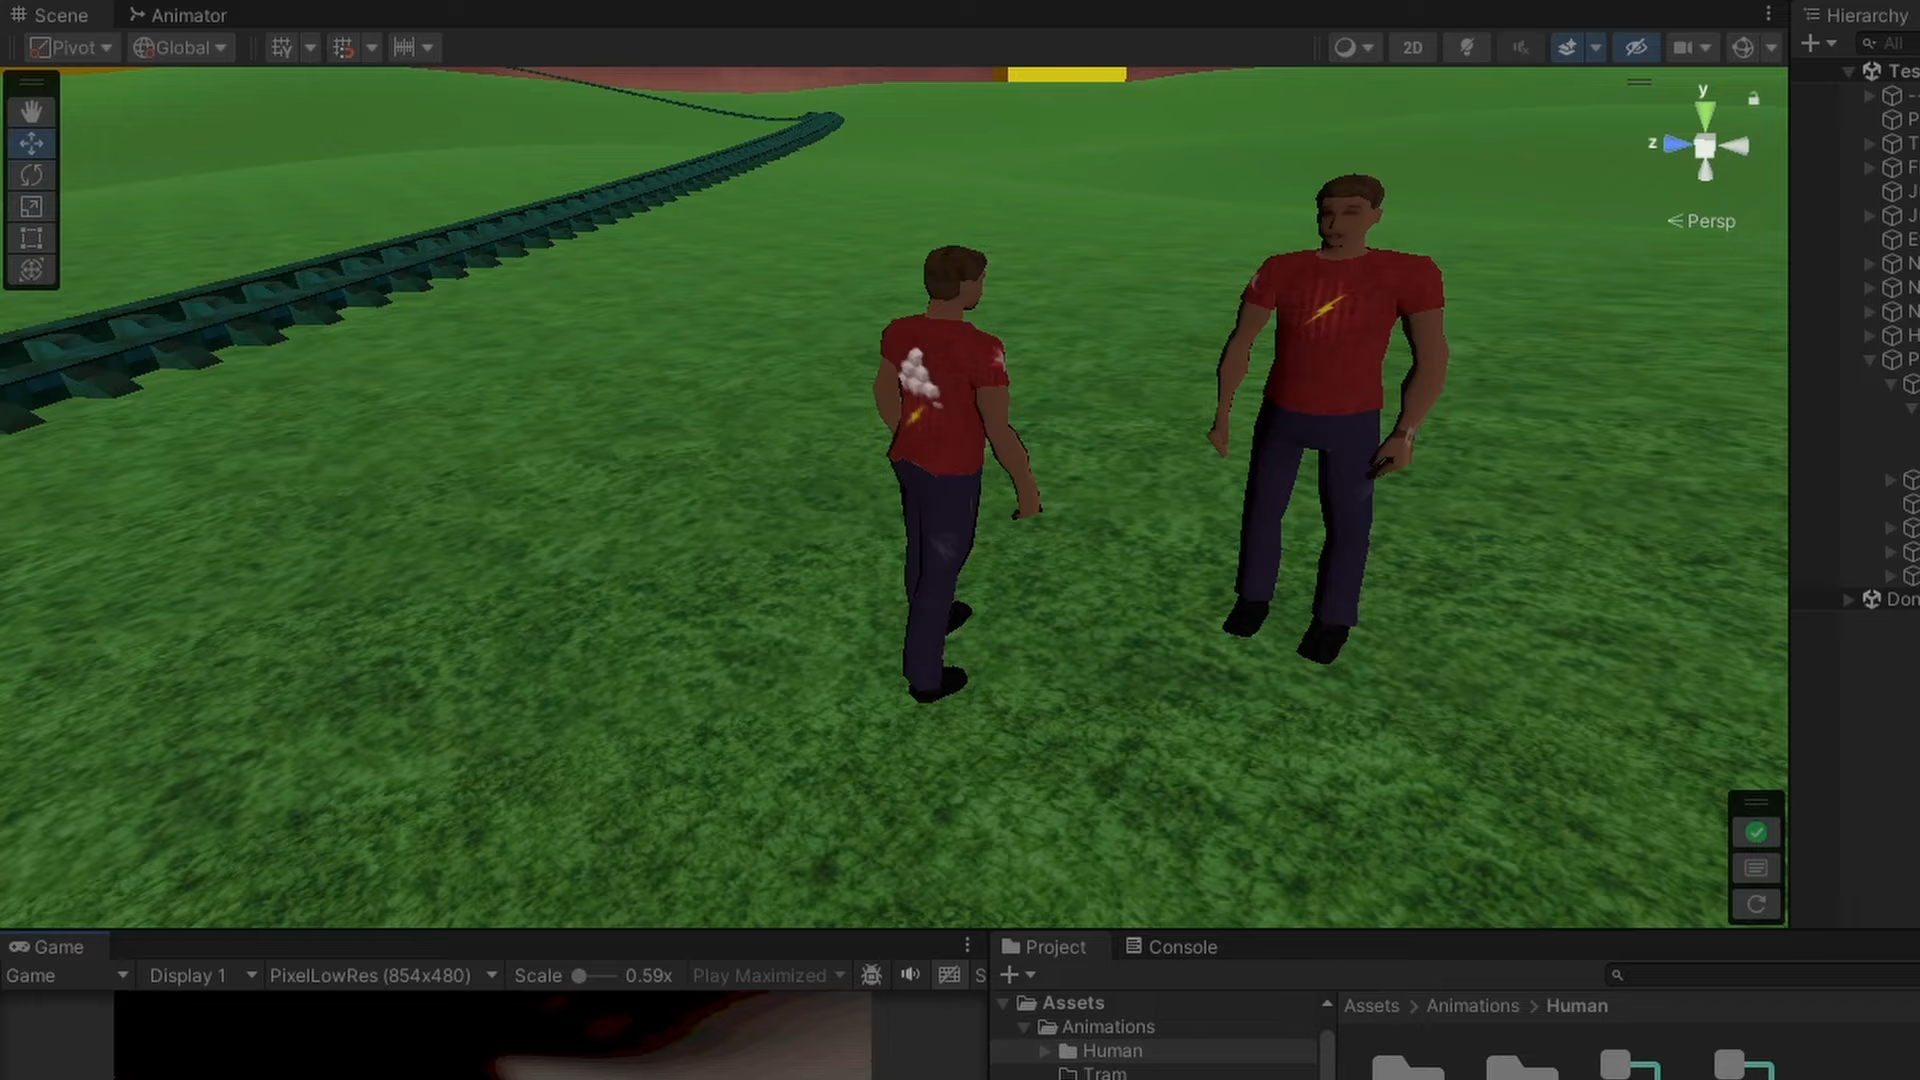 Scene Animator
Hierarchy
Pivot Global
2D
All
Tes
y
z
Persp
P
T
F
J
J
E
N
N
N
H
P
Don
Game
Project Console
Game Display 1 PixelLowRes (854x480) Scale 0.59x Play Maximized S
Assets
Assets > Animations > Human
Animations
Human
Tram